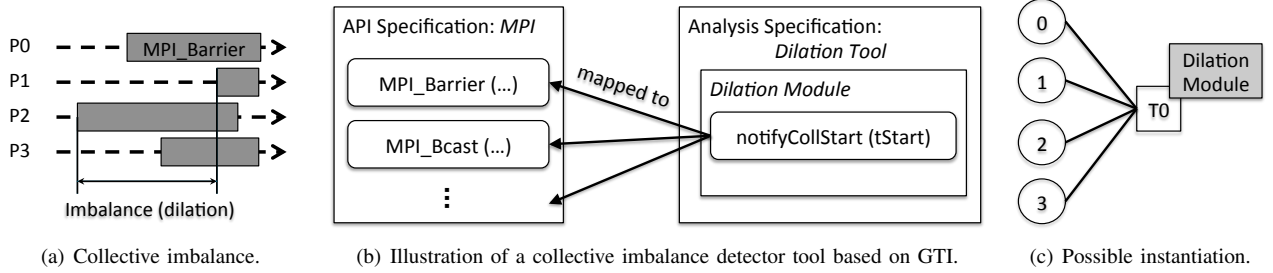 P0
MPI_Barrier
P1
P2
P3
Imbalance (dilation)
(a) Collective imbalance.
API Specification: MPI
MPI_Barrier (...)
MPI_Bcast (...)
⋮
mapped to
Analysis Specification:
Dilation Tool
Dilation Module
notifyCollStart (tStart)
(b) Illustration of a collective imbalance detector tool based on GTI.
0
1
2
3
T0
Dilation
Module
(c) Possible instantiation.